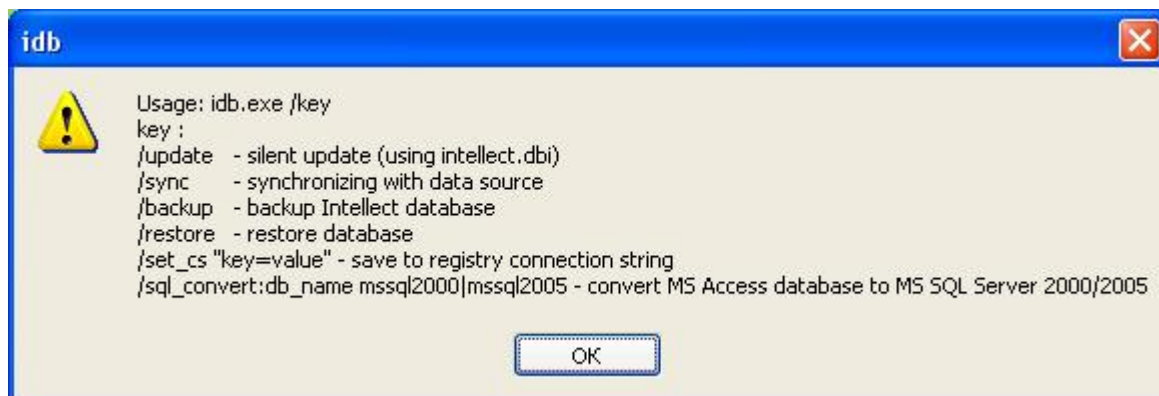 idb
Usage: idb.exe /key
key :
/update - silent update (using intellect.dbi)
/sync - synchronizing with data source
/backup - backup Intellect database
/restore - restore database
/set_cs "key=value" - save to registry connection string
/sql_convert:db_name mssql2000|mssql2005 - convert MS Access database to MS SQL Server 2000/2005
OK